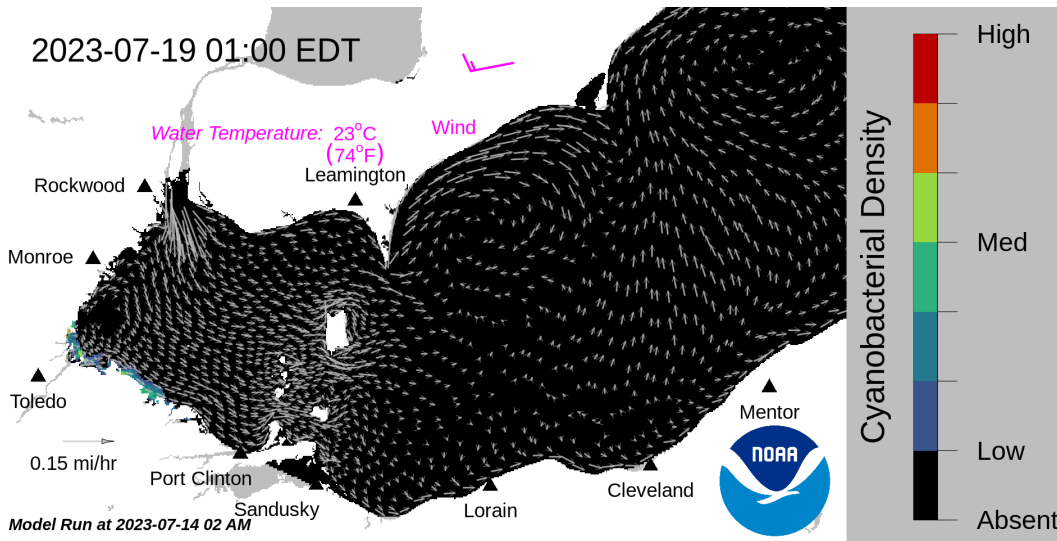 2023-07-19 01:00 EDT
High
Wind
Water Temperature: 23°C
(74°F)
Leamington
Rockwood
Cyanobacterial Density
Med
Monroe
Toledo
Mentor
NOAA
0.15 mi/hr
Low
Port Clinton
Cleveland
Sandusky
Lorain
Model Run at 2023-07-14 02 AM
Absent